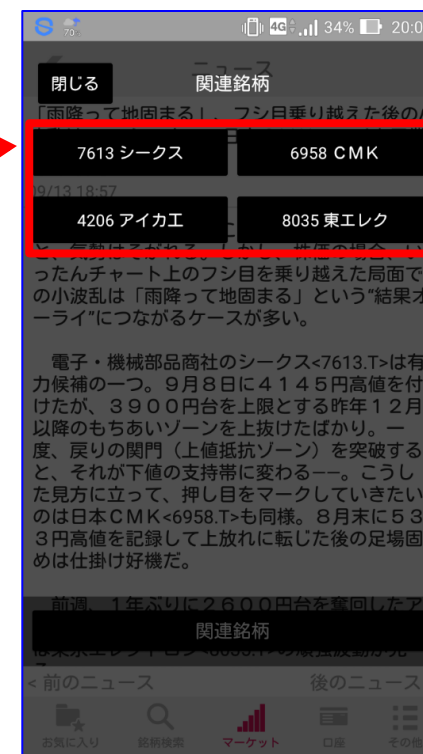 70°
4G 34% 20:0
ニュース
閉じる 関連銘柄
「雨降って地固まる」、フシ目乗り越えた後の
7613 シークス 6958 CMK
09/13 18:57
4206 アイカ工 8035 東エレク
と、気勢はそがれる。しかし、株価の場合、い
ったんチャート上のフシ目を乗り越えた局面で
の小波乱は「雨降って地固まる」という”結果オ
ーライ”につながるケースが多い。
電子・機械部品商社のシークス<7613.T>は有
力候補の一つ。９月８日に４１４５円高値を付
けたが、３９００円台を上限とする昨年１２月
以降のもちあいゾーンを上抜けたばかり。一
度、戻りの関門（上値抵抗ゾーン）を突破する
と、それが下値の支持帯に変わる――。こうし
た見方に立って、押し目をマークしていきたい
のは日本ＣＭＫ<6958.T>も同様。８月末に５３
３円高値を記録して上放れに転じた後の足場固
めは仕掛け好機だ。
前週、１年ぶりに２６００円台を奪回したア
関連銘柄
< 前のニュース 後のニュース
お気に入り 銘柄検索 マーケット 口座 その他